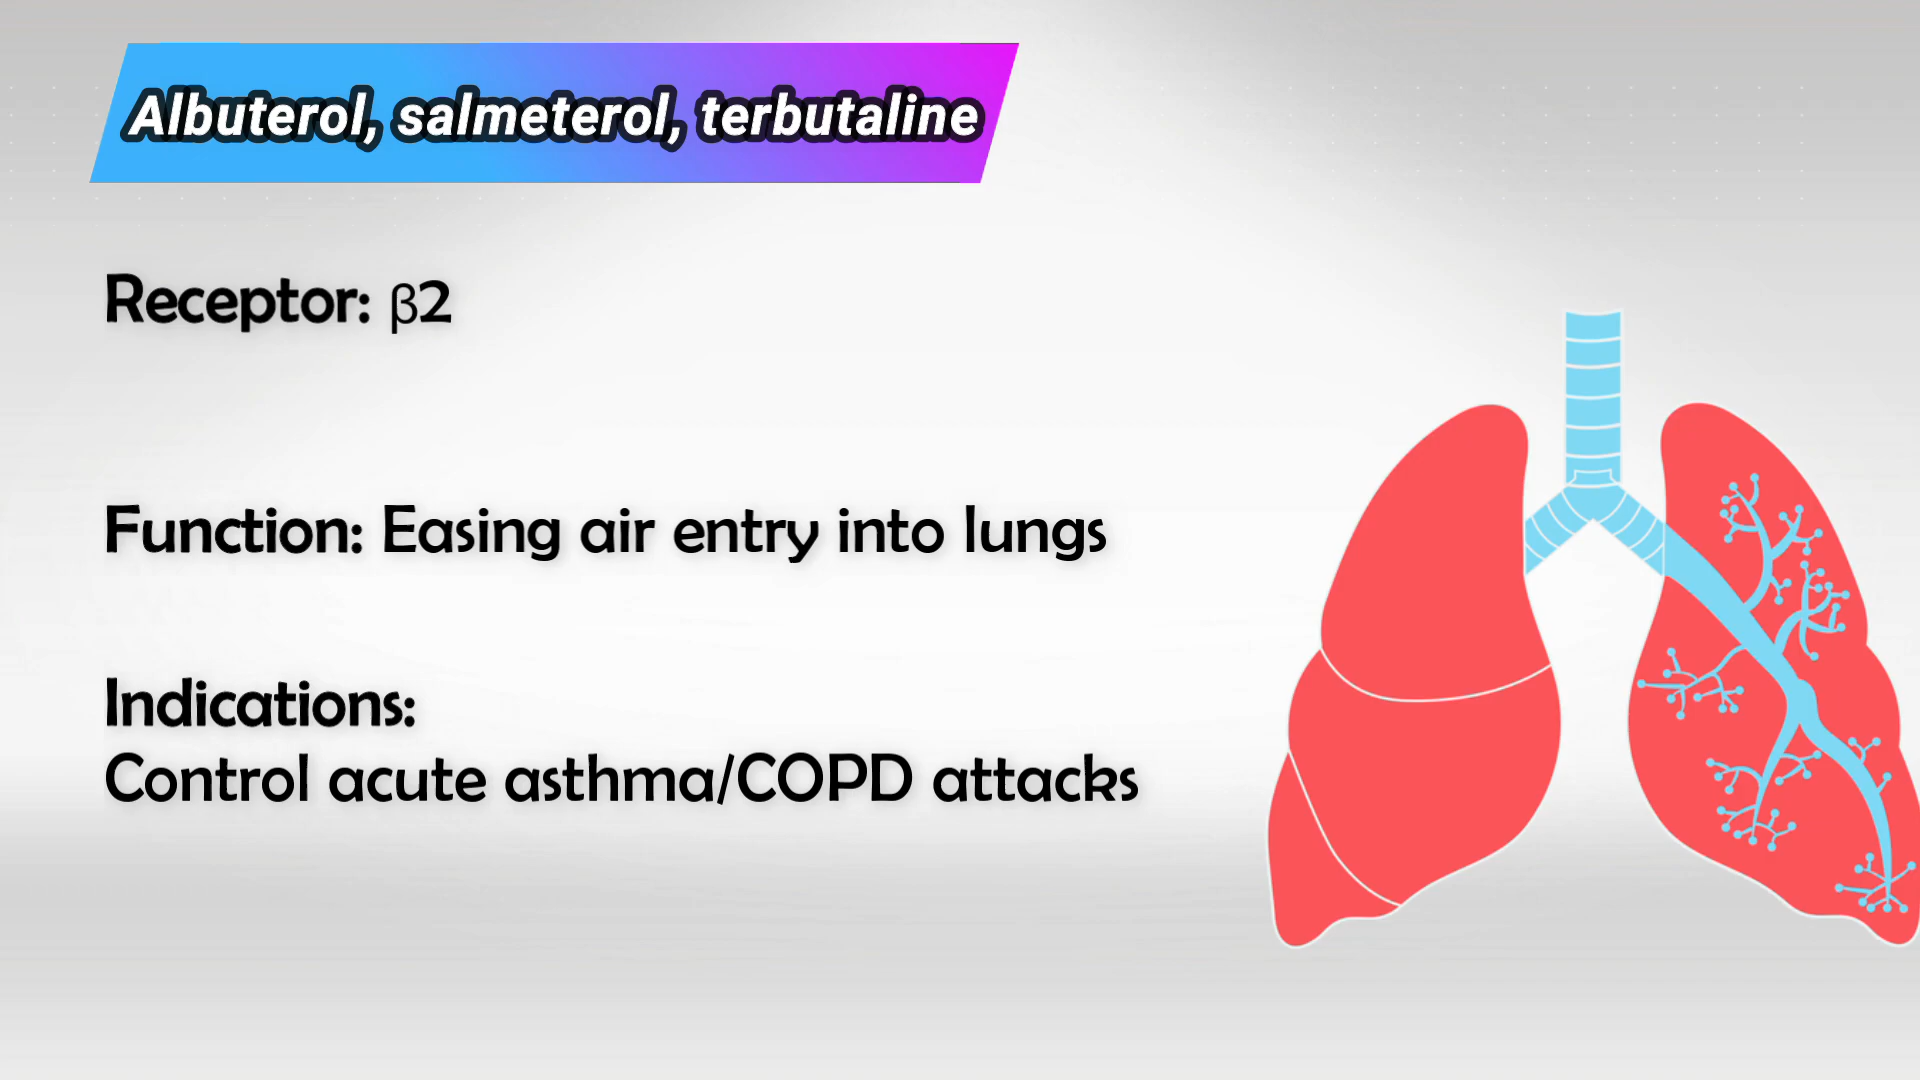 Albuterol, salmeterol, terbutaline
Receptor: β2
Function: Easing air entry into lungs
Indications:
Control acute asthma/COPD attacks